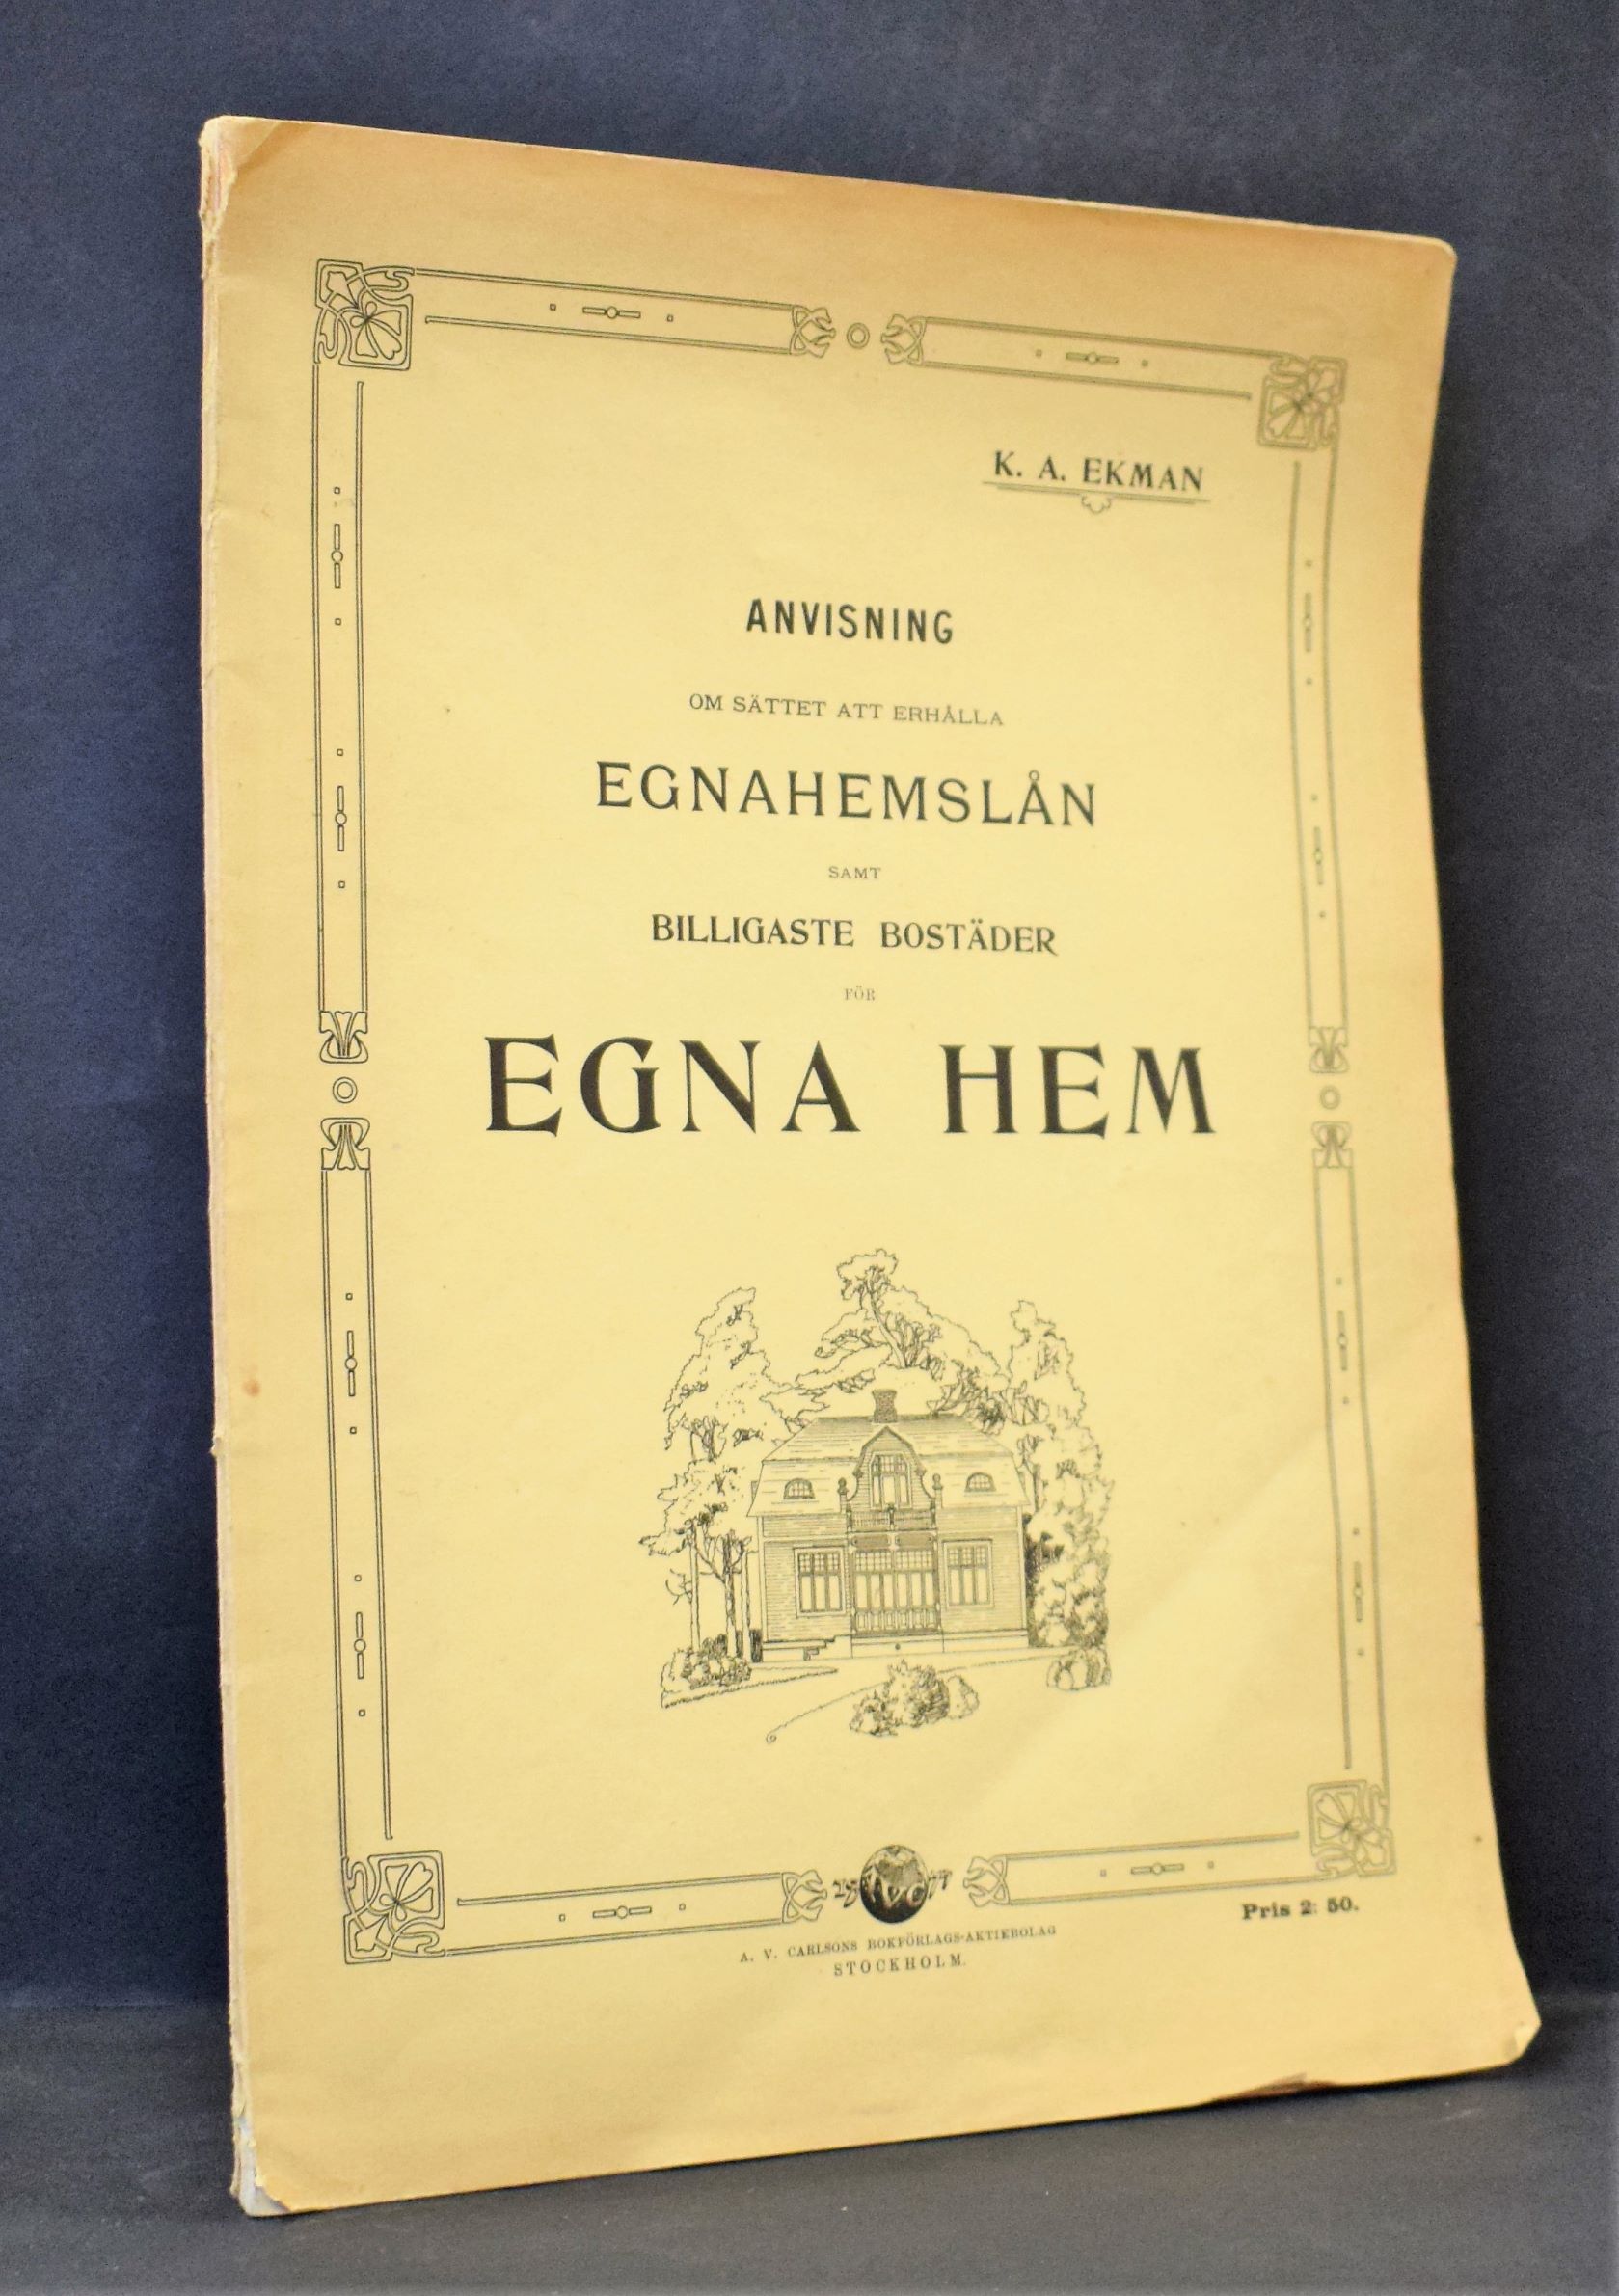 K. A. EKMAN
ANVISNING
OM SÄTTET ATT ERHÅLLA
EGNAHEMSLÅN
SAMT
BILLIGASTE BOSTÄDER
FÖR
EGNA HEM
Pris 2: 50.
A. V. CARLSONS BOKFÖRLAGS-AKTIEBOLAG
STOCKHOLM.